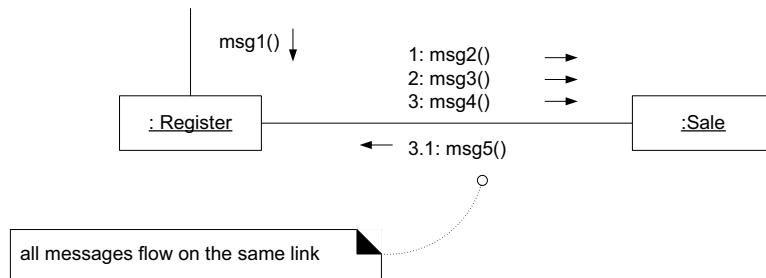 msg1()
1: msg2()
2: msg3()
3: msg4()
: Register
:Sale
3.1: msg5()
all messages flow on the same link